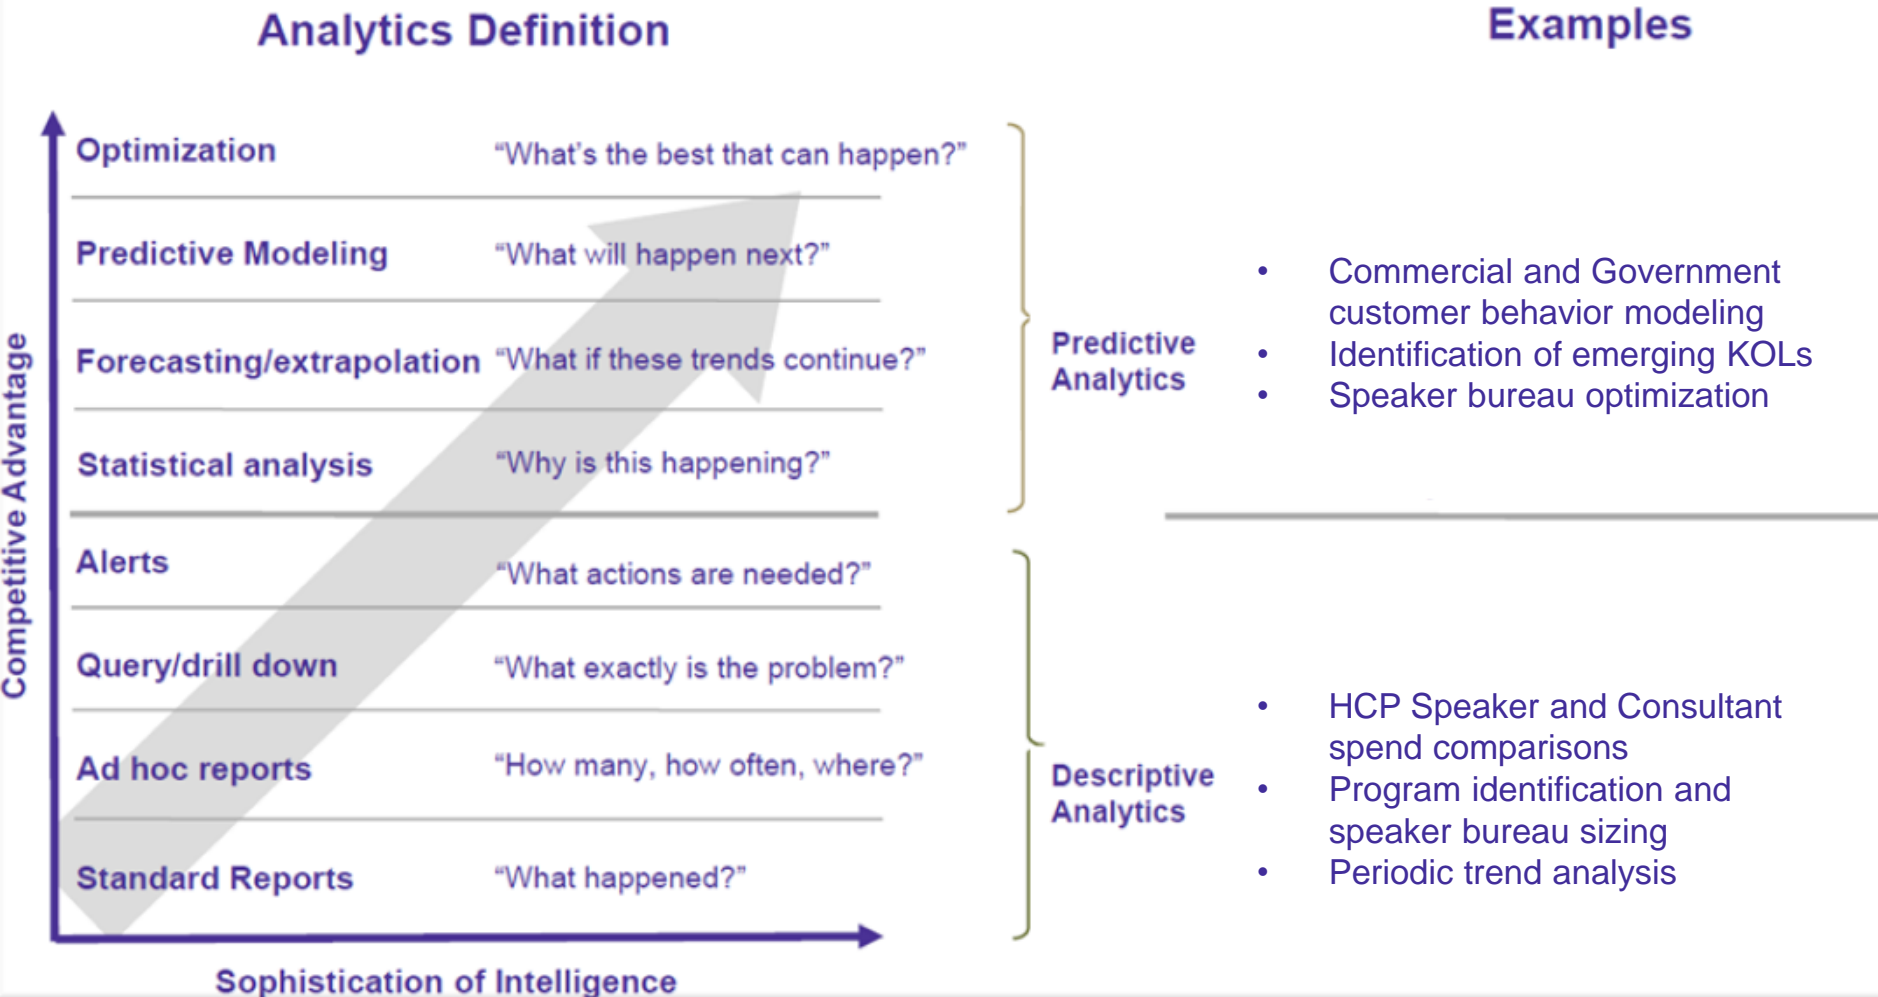 Analytics Definition
Examples
Competitive Advantage
Optimization “What’s the best that can happen?”
Predictive Modeling “What will happen next?”
Forecasting/extrapolation “What if these trends continue?”
Statistical analysis “Why is this happening?”
Predictive
Analytics
• Commercial and Government
customer behavior modeling
• Identification of emerging KOLs
• Speaker bureau optimization
Alerts “What actions are needed?”
Query/drill down “What exactly is the problem?”
Ad hoc reports “How many, how often, where?”
Standard Reports “What happened?”
Descriptive
Analytics
• HCP Speaker and Consultant
spend comparisons
• Program identification and
speaker bureau sizing
• Periodic trend analysis
Sophistication of Intelligence